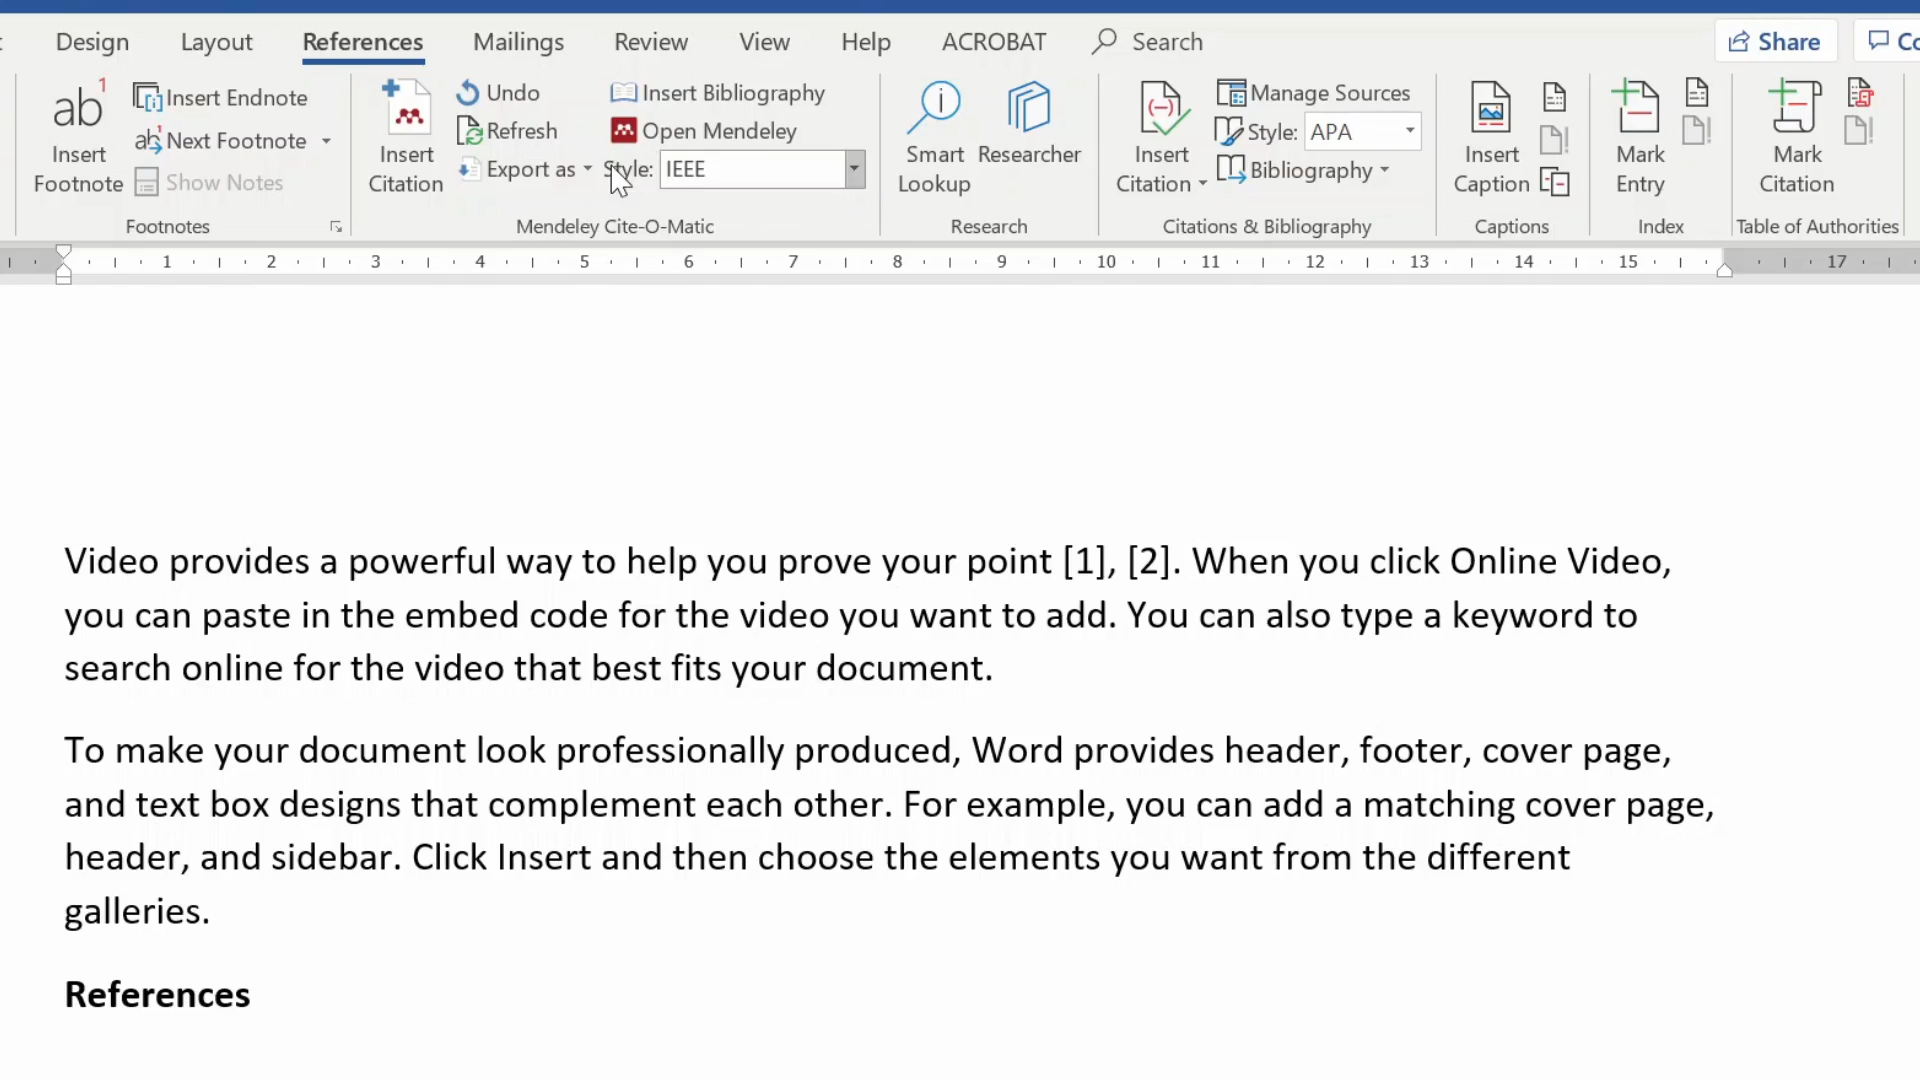 Design Layout References Mailings Review View Help ACROBAT Search Share Co
ab 1 Insert Endnote Undo Insert Bibliography Manage Sources
ab Next Footnote Refresh Open Mendeley Style: APA
Insert Footnote Show Notes Insert Citation Export as Style: IEEE Smart Lookup Researcher Insert Citation Bibliography Insert Caption Mark Entry Mark Citation
Footnotes Mendeley Cite-O-Matic Research Citations & Bibliography Captions Index Table of Authorities
1 2 3 4 5 6 7 8 9 10 11 12 13 14 15 17
Video provides a powerful way to help you prove your point [1], [2]. When you click Online Video,
you can paste in the embed code for the video you want to add. You can also type a keyword to
search online for the video that best fits your document.
To make your document look professionally produced, Word provides header, footer, cover page,
and text box designs that complement each other. For example, you can add a matching cover page,
header, and sidebar. Click Insert and then choose the elements you want from the different
galleries.
References